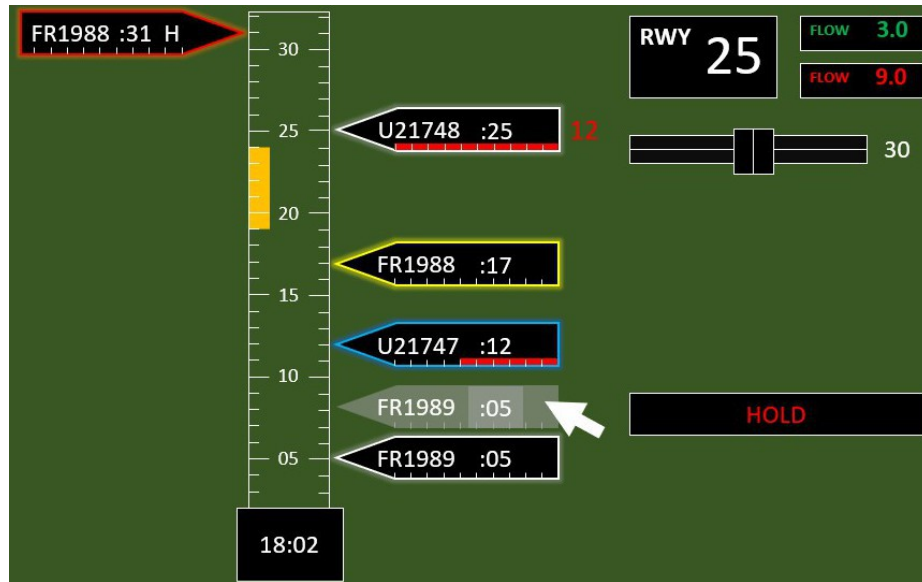 FR1988 :31 H
30
25
20
15
10
05
18:02
U21748 :25 12
FR1988 :17
U21747 :12
FR1989 :05
FR1989 :05
RWY 25
FLOW 3.0
FLOW 9.0
30
HOLD